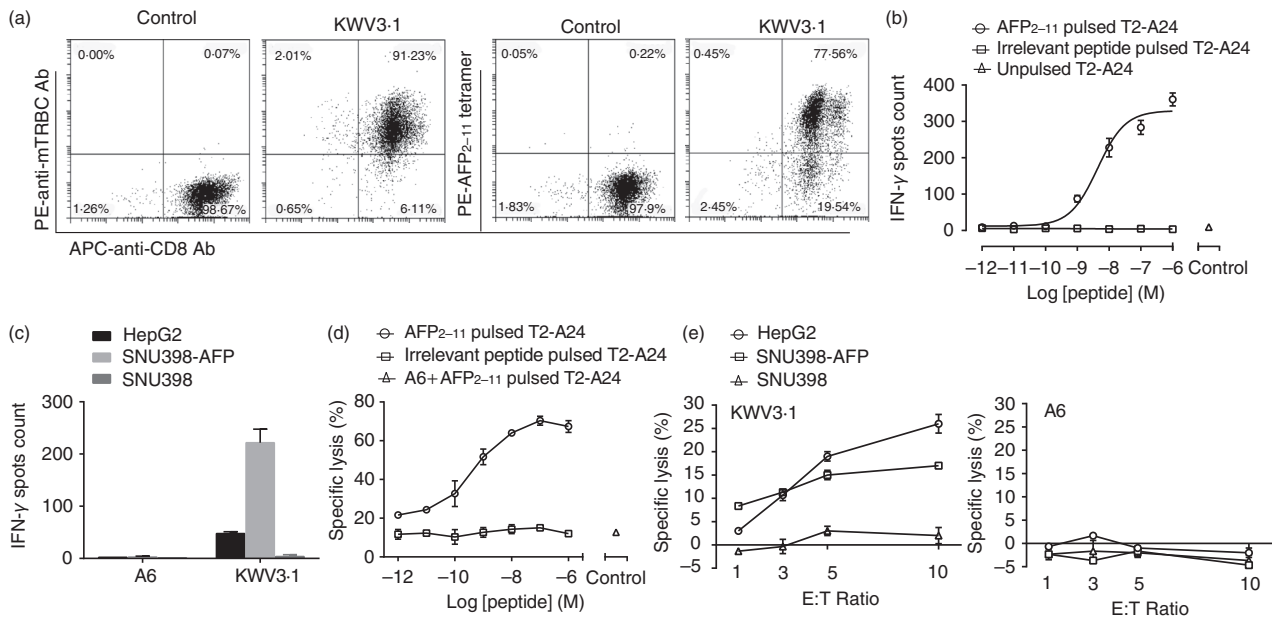 (a)
Control
KWV3·1
Control
KWV3·1
PE-anti-mTRBC Ab
0·00%
0·07%
1·26%
98·67%
2·01%
91·23%
0·65%
6·11%
PE-AFP2–11 tetramer
0·05%
0·22%
1·83%
97·9%
0·45%
77·56%
2·45%
19·54%
APC-anti-CD8 Ab
(b)
AFP2–11 pulsed T2-A24
Irrelevant peptide pulsed T2-A24
Unpulsed T2-A24
IFN-γ spots count
400
300
200
100
0
–12 –11 –10 –9 –8 –7 –6 Control
Log [peptide] (M)
(c)
HepG2
SNU398-AFP
SNU398
IFN-γ spots count
300
200
100
0
A6 KWV3·1
(d)
AFP2–11 pulsed T2-A24
Irrelevant peptide pulsed T2-A24
A6+AFP2–11 pulsed T2-A24
Specific lysis (%)
80
60
40
20
0
–12 –10 –8 –6 Control
Log [peptide] (M)
(e)
HepG2
SNU398-AFP
SNU398
KWV3·1
Specific lysis (%)
30
25
20
15
10
5
0
–5
1 3 5 10
E:T Ratio
A6
Specific lysis (%)
30
25
20
15
10
5
0
–5
1 3 5 10
E:T Ratio